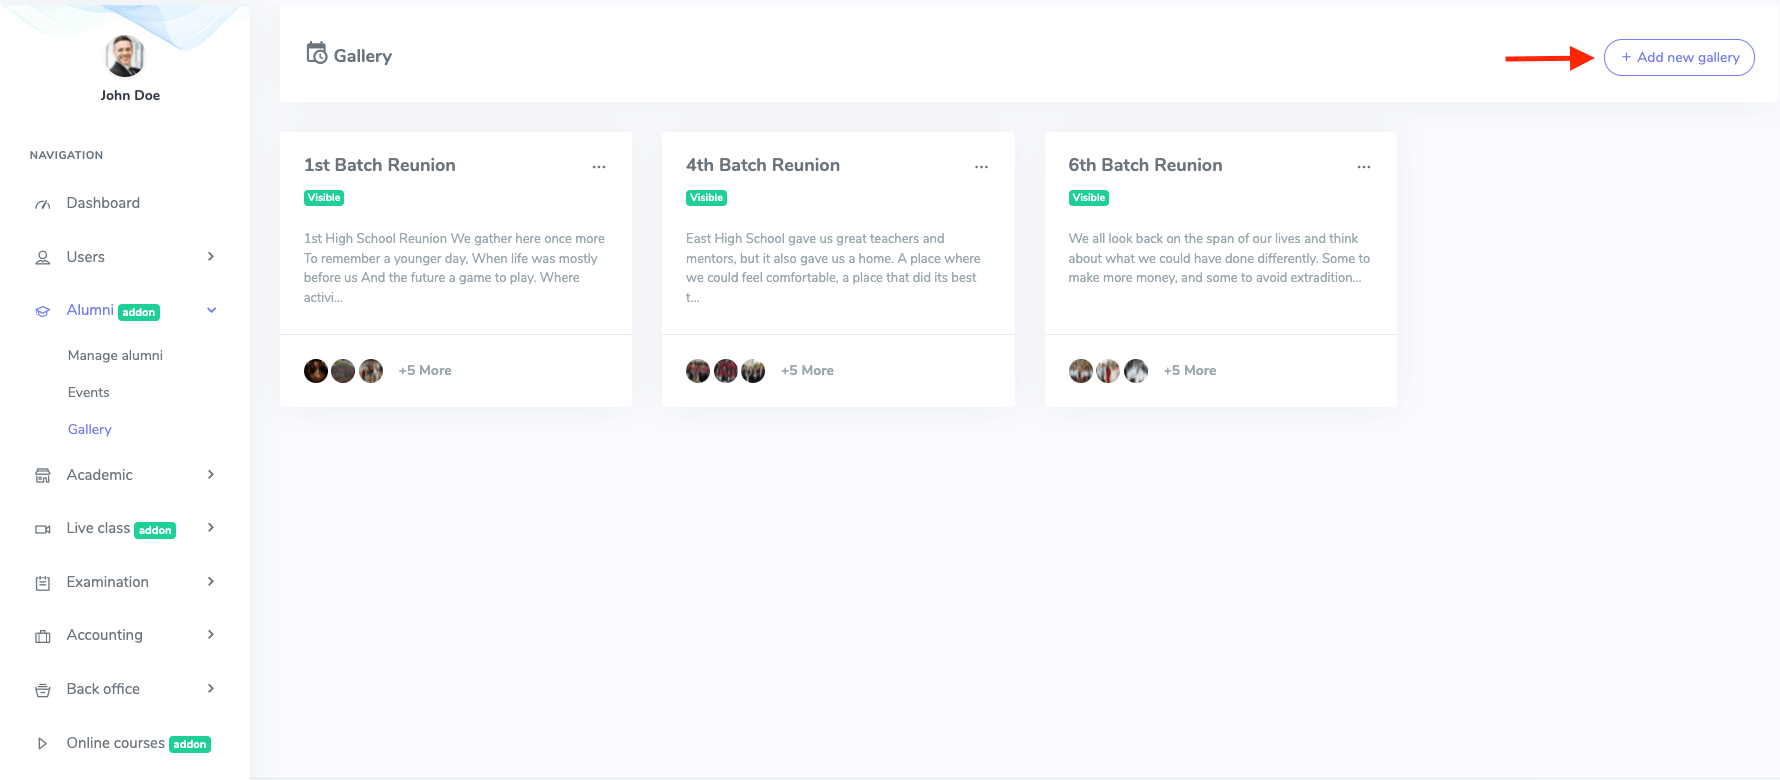 John Doe
NAVIGATION
Dashboard
Users
Alumni addon
Manage alumni
Events
Gallery
Academic
Live class addon
Examination
Accounting
Back office
Online courses addon
Gallery
+ Add new gallery
1st Batch Reunion ...
Visible
1st High School Reunion We gather here once more
To remember a younger day, When life was mostly
before us And the future a game to play. Where
activi...
+5 More
4th Batch Reunion ...
Visible
East High School gave us great teachers and
mentors, but it also gave us a home. A place where
we could feel comfortable, a place that did its best
t...
+5 More
6th Batch Reunion ...
Visible
We all look back on the span of our lives and think
about what we could have done differently. Some to
make more money, and some to avoid extradition...
+5 More